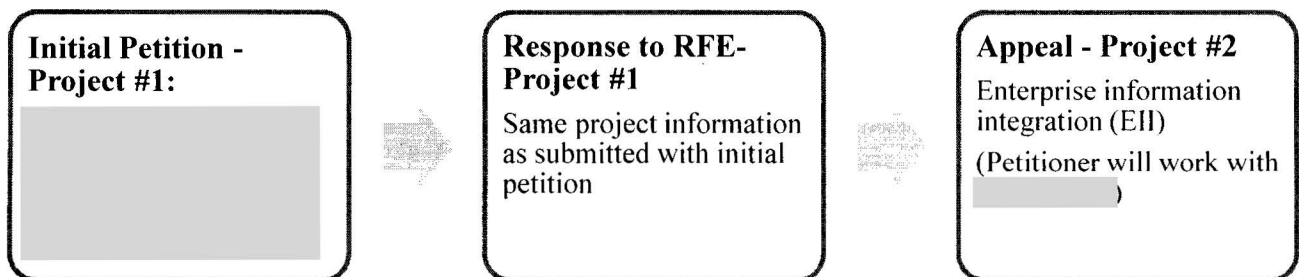 Initial Petition -
Project #1:
Response to RFE-
Project #1
Same project information
as submitted with initial
petition
Appeal - Project #2
Enterprise information
integration (EII)
(Petitioner will work with
)